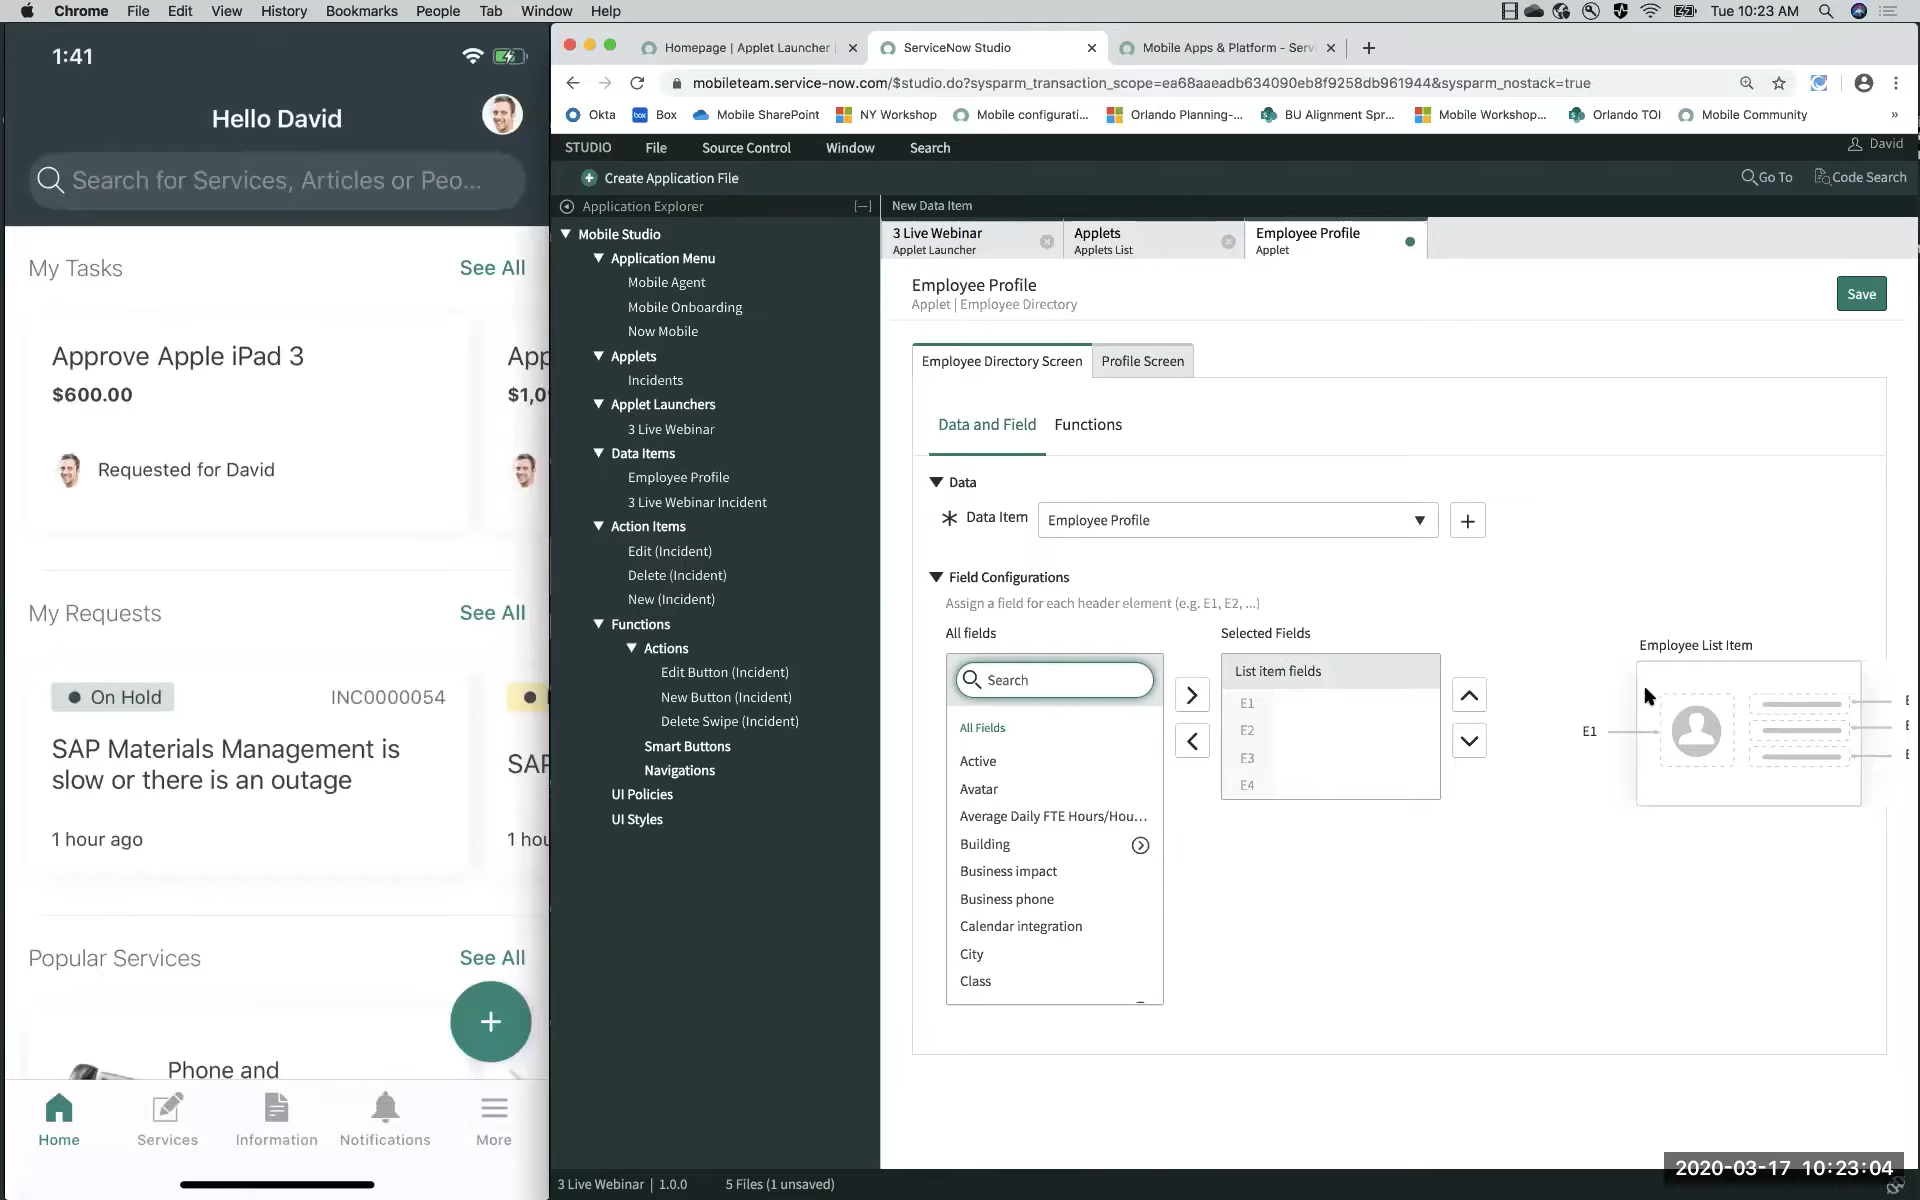 Chrome File Edit View History Bookmarks People Tab Window Help
Tue 10:23 AM
1:41
Hello David
Search for Services, Articles or Peo...
My Tasks See All
Approve Apple iPad 3
$600.00
Requested for David
App
$1,0
My Requests See All
On Hold INC0000054
SAP Materials Management is
slow or there is an outage
1 hour ago
SAP
1 hou
Popular Services See All
+
Phone and
Home Services Information Notifications More
Homepage | Applet Launcher
ServiceNow Studio
Mobile Apps & Platform - Serv
mobileteam.service-now.com/$studio.do?sysparm_transaction_scope=ea68aaeadb634090eb8f9258db961944&sysparm_nostack=true
Okta box Box Mobile SharePoint NY Workshop Mobile configurati... Orlando Planning-... BU Alignment Spr... Mobile Workshop... Orlando TOI Mobile Community »
STUDIO File Source Control Window Search David
Create Application File Go To Code Search
Application Explorer [—]
Mobile Studio
Application Menu
Mobile Agent
Mobile Onboarding
Now Mobile
Applets
Incidents
Applet Launchers
3 Live Webinar
Data Items
Employee Profile
3 Live Webinar Incident
Action Items
Edit (Incident)
Delete (Incident)
New (Incident)
Functions
Actions
Edit Button (Incident)
New Button (Incident)
Delete Swipe (Incident)
Smart Buttons
Navigations
UI Policies
UI Styles
New Data Item
3 Live Webinar
Applet Launcher
Applets
Applets List
Employee Profile
Applet
Employee Profile
Applet | Employee Directory
Save
Employee Directory Screen Profile Screen
Data and Field Functions
Data
Data Item Employee Profile +
Field Configurations
Assign a field for each header element (e.g. E1, E2, ...)
All fields
Search
All Fields
Active
Avatar
Average Daily FTE Hours/Hou...
Building
Business impact
Business phone
Calendar integration
City
Class
Selected Fields
List item fields
E1
E2
E3
E4
Employee List Item
E1
3 Live Webinar | 1.0.0 5 Files (1 unsaved)
2020-03-17 10:23:04